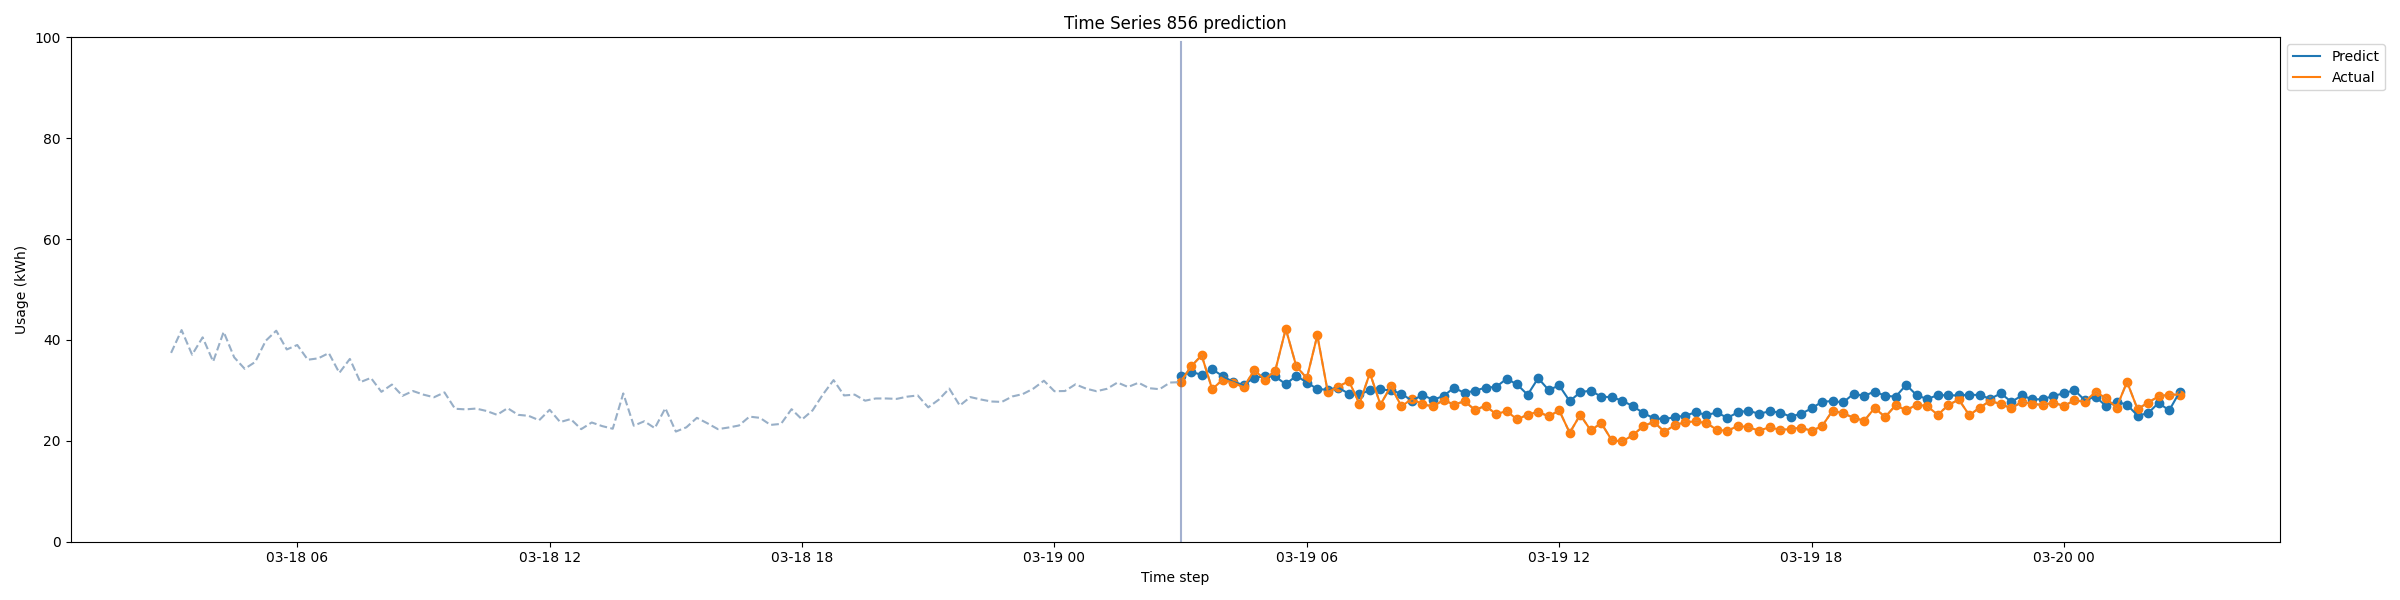 Time Series 856 prediction
Predict
Actual
100
80
60
40
20
0
Usage (kWh)
03-18 06
03-18 12
03-18 18
03-19 00
03-19 06
03-19 12
03-19 18
03-20 00
Time step